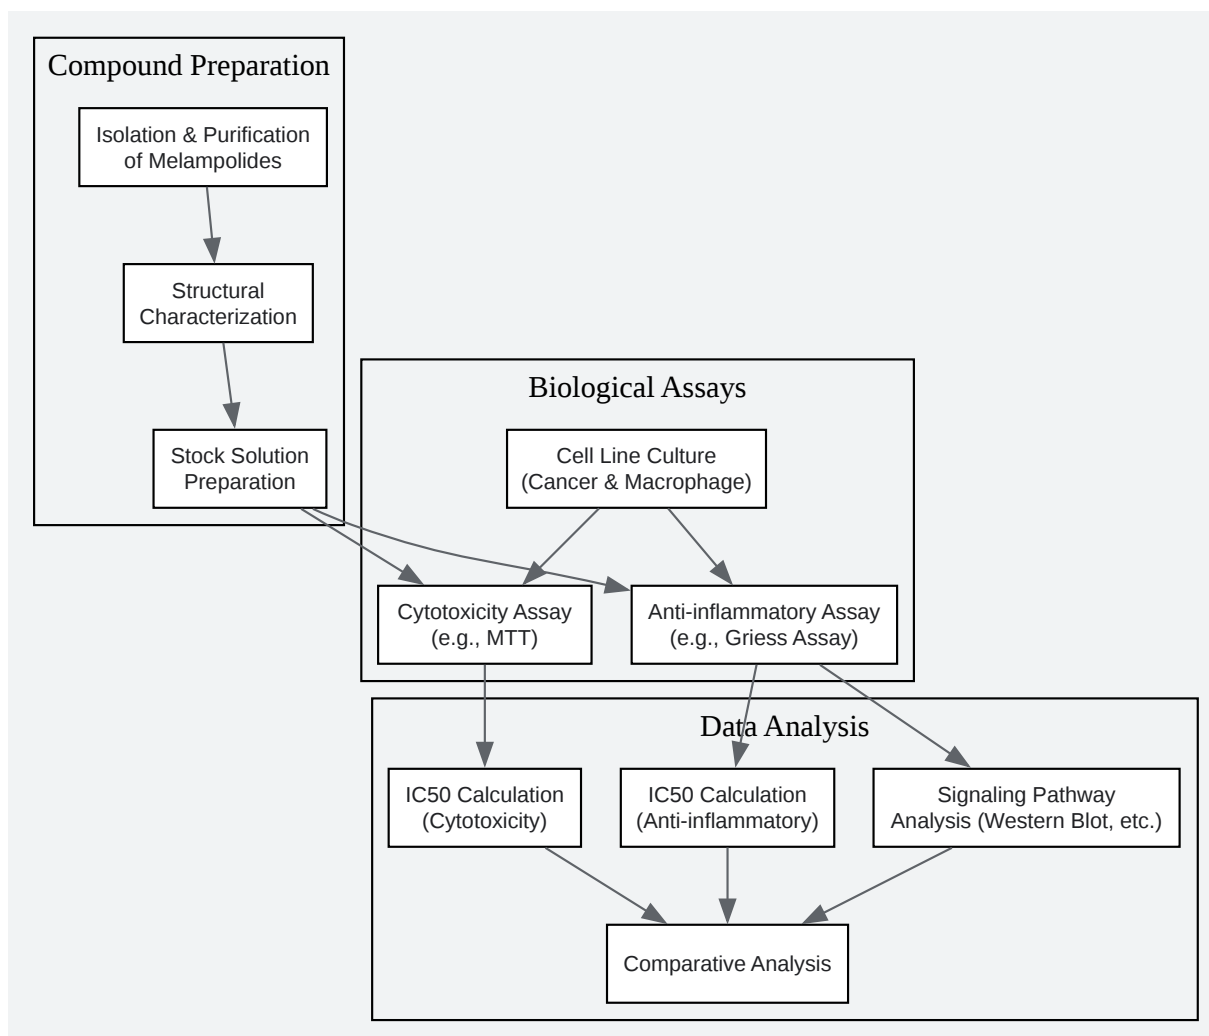 Compound Preparation
Isolation & Purification
of Melampolides
Structural
Characterization
Stock Solution
Preparation
Biological Assays
Cell Line Culture
(Cancer & Macrophage)
Cytotoxicity Assay
(e.g., MTT)
Anti-inflammatory Assay
(e.g., Griess Assay)
Data Analysis
IC50 Calculation
(Cytotoxicity)
IC50 Calculation
(Anti-inflammatory)
Signaling Pathway
Analysis (Western Blot, etc.)
Comparative Analysis